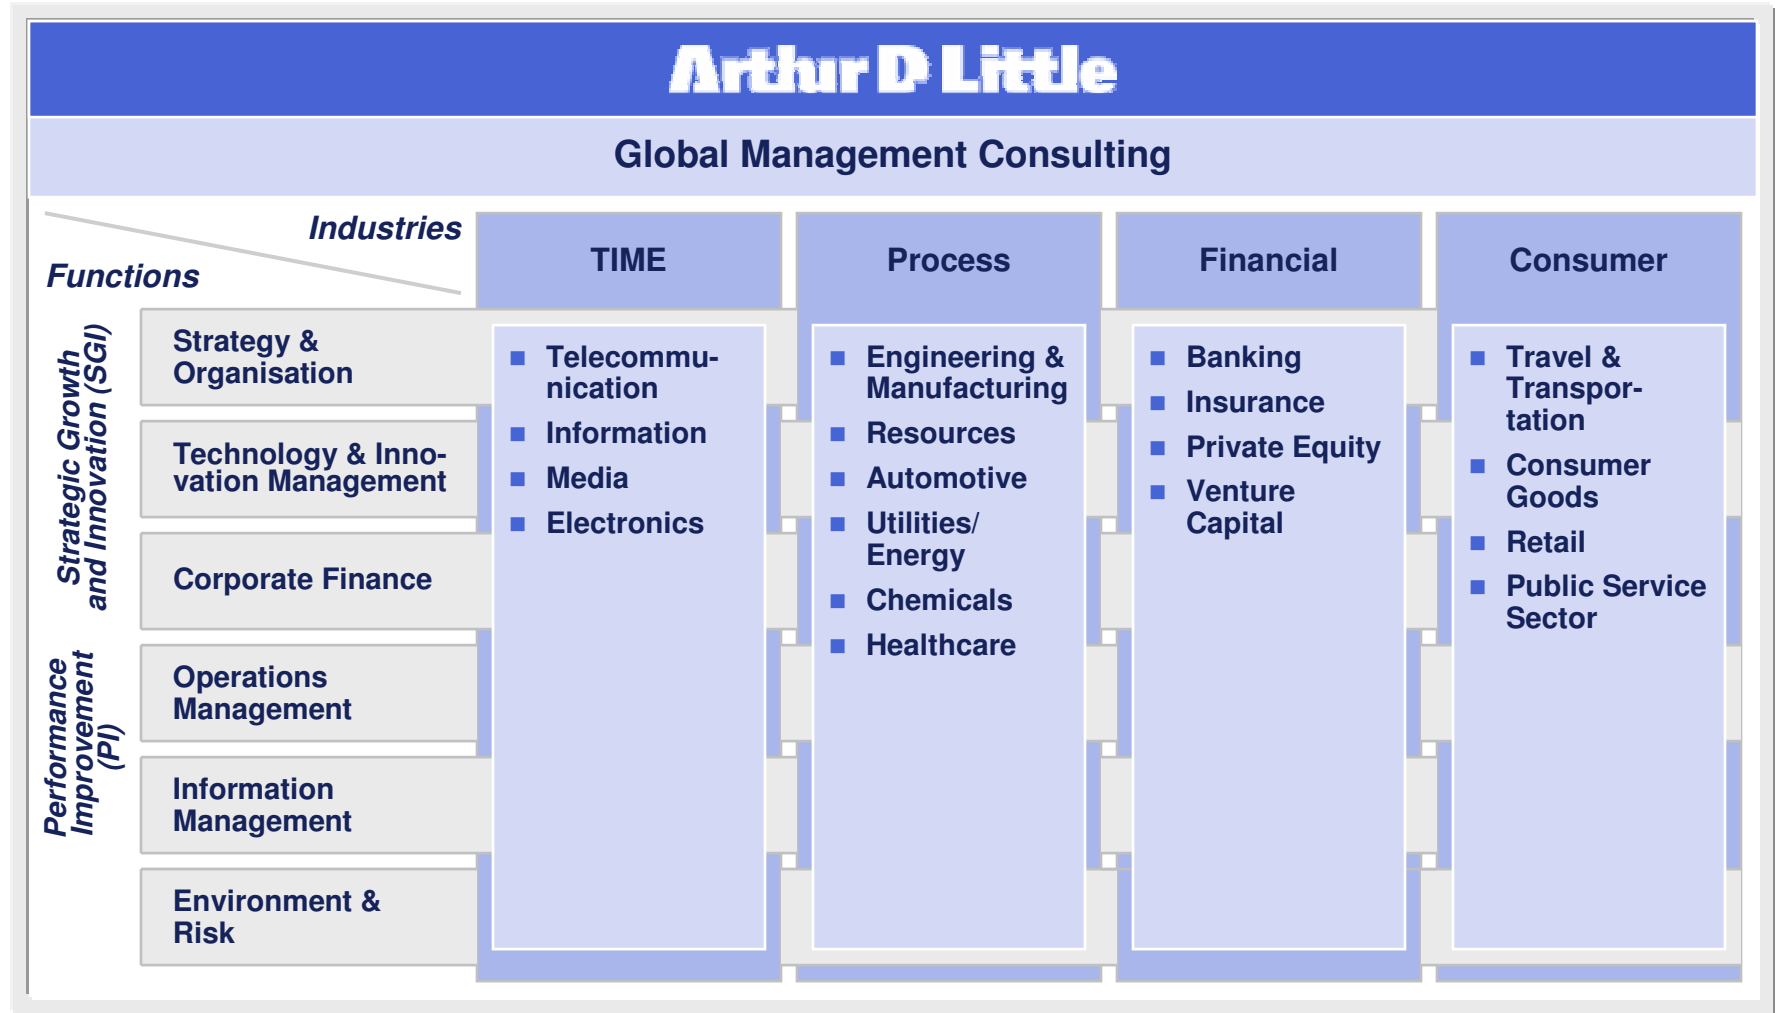 Arthur D Little
Global Management Consulting
Industries
Functions
TIME
Process
Financial
Consumer
Strategic Growth
and Innovation (SGI)
Performance
Improvement
(PI)
Strategy &
Organisation
Technology & Inno-
vation Management
Corporate Finance
Operations
Management
Information
Management
Environment &
Risk
Telecommu-
nication
Information
Media
Electronics
Engineering &
Manufacturing
Resources
Automotive
Utilities/
Energy
Chemicals
Healthcare
Banking
Insurance
Private Equity
Venture
Capital
Travel &
Transpor-
tation
Consumer
Goods
Retail
Public Service
Sector